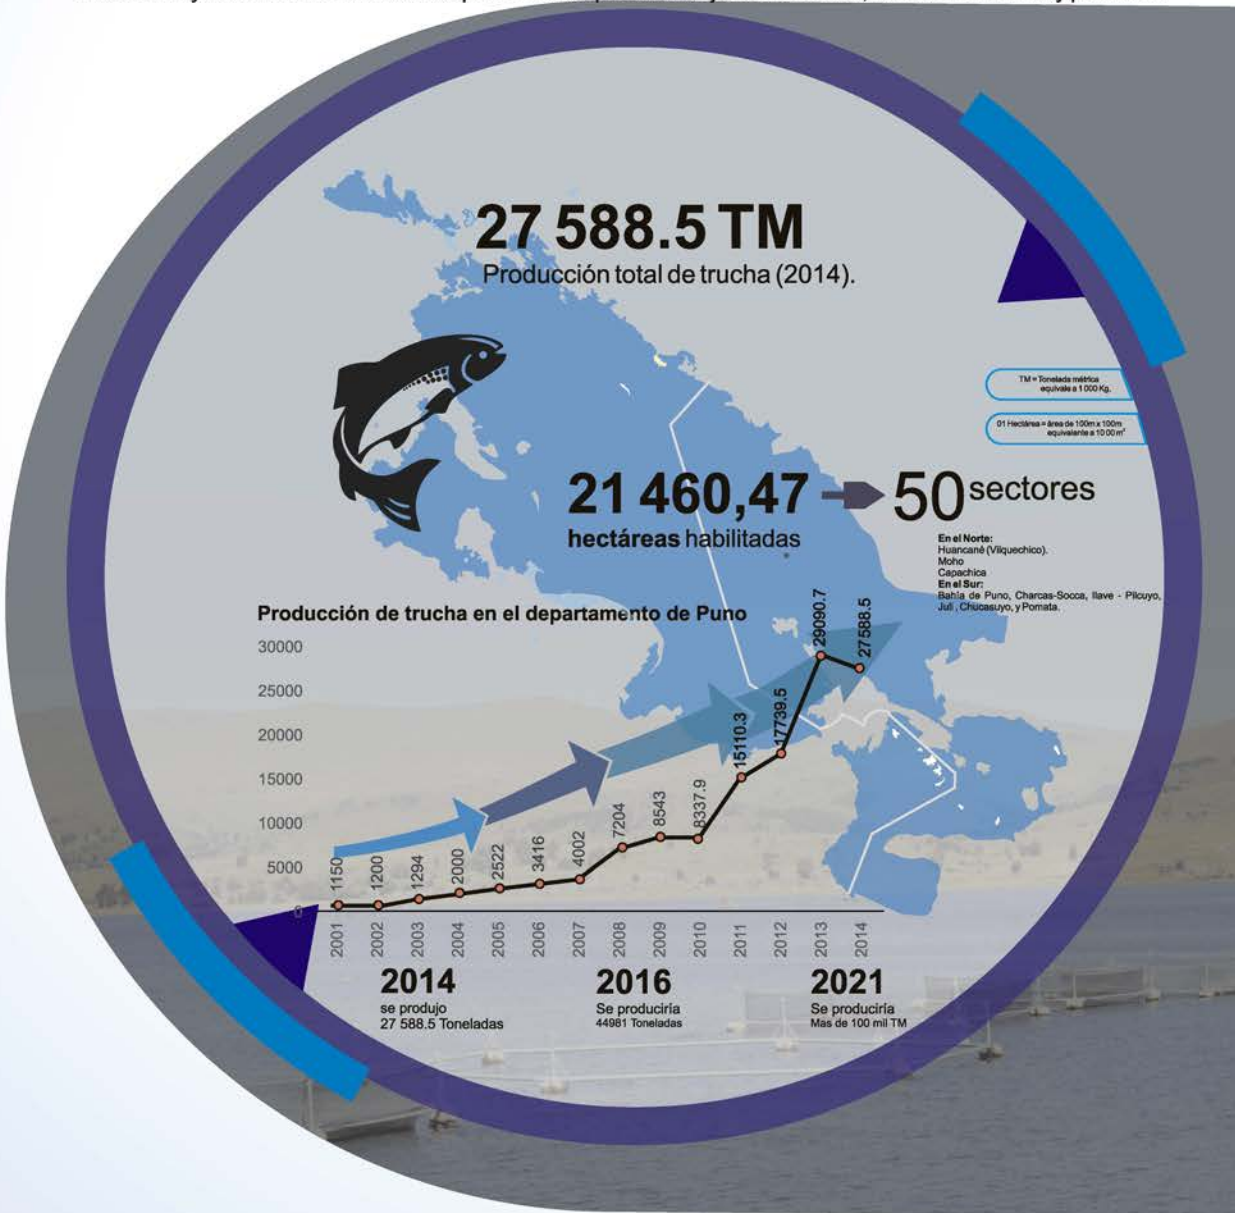 27 588.5 TM
Producción total de trucha (2014).
TM = Tonelada métrica
equivale a 1 000 Kg.
01 Hectárea = área de 100m x 100m
equivalente a 10 00 m²
21 460,47
hectáreas habilitadas
50 sectores
En el Norte:
Huancané (Vilquechico).
Moho
Capachica
En el Sur:
Bahía de Puno, Charcas-Socca, Ilave - Pilcuyo,
Juli , Chucasuyo, y Pomata.
Producción de trucha en el departamento de Puno
30000
25000
20000
15000
10000
5000
0
1150
1200
1294
2000
2522
3416
4002
7204
8543
8337.9
15110.3
17739.5
29090.7
27588.5
2001
2002
2003
2004
2005
2006
2007
2008
2009
2010
2011
2012
2013
2014
2014
se produjo
27 588.5 Toneladas
2016
Se produciría
44981 Toneladas
2021
Se produciría
Mas de 100 mil TM